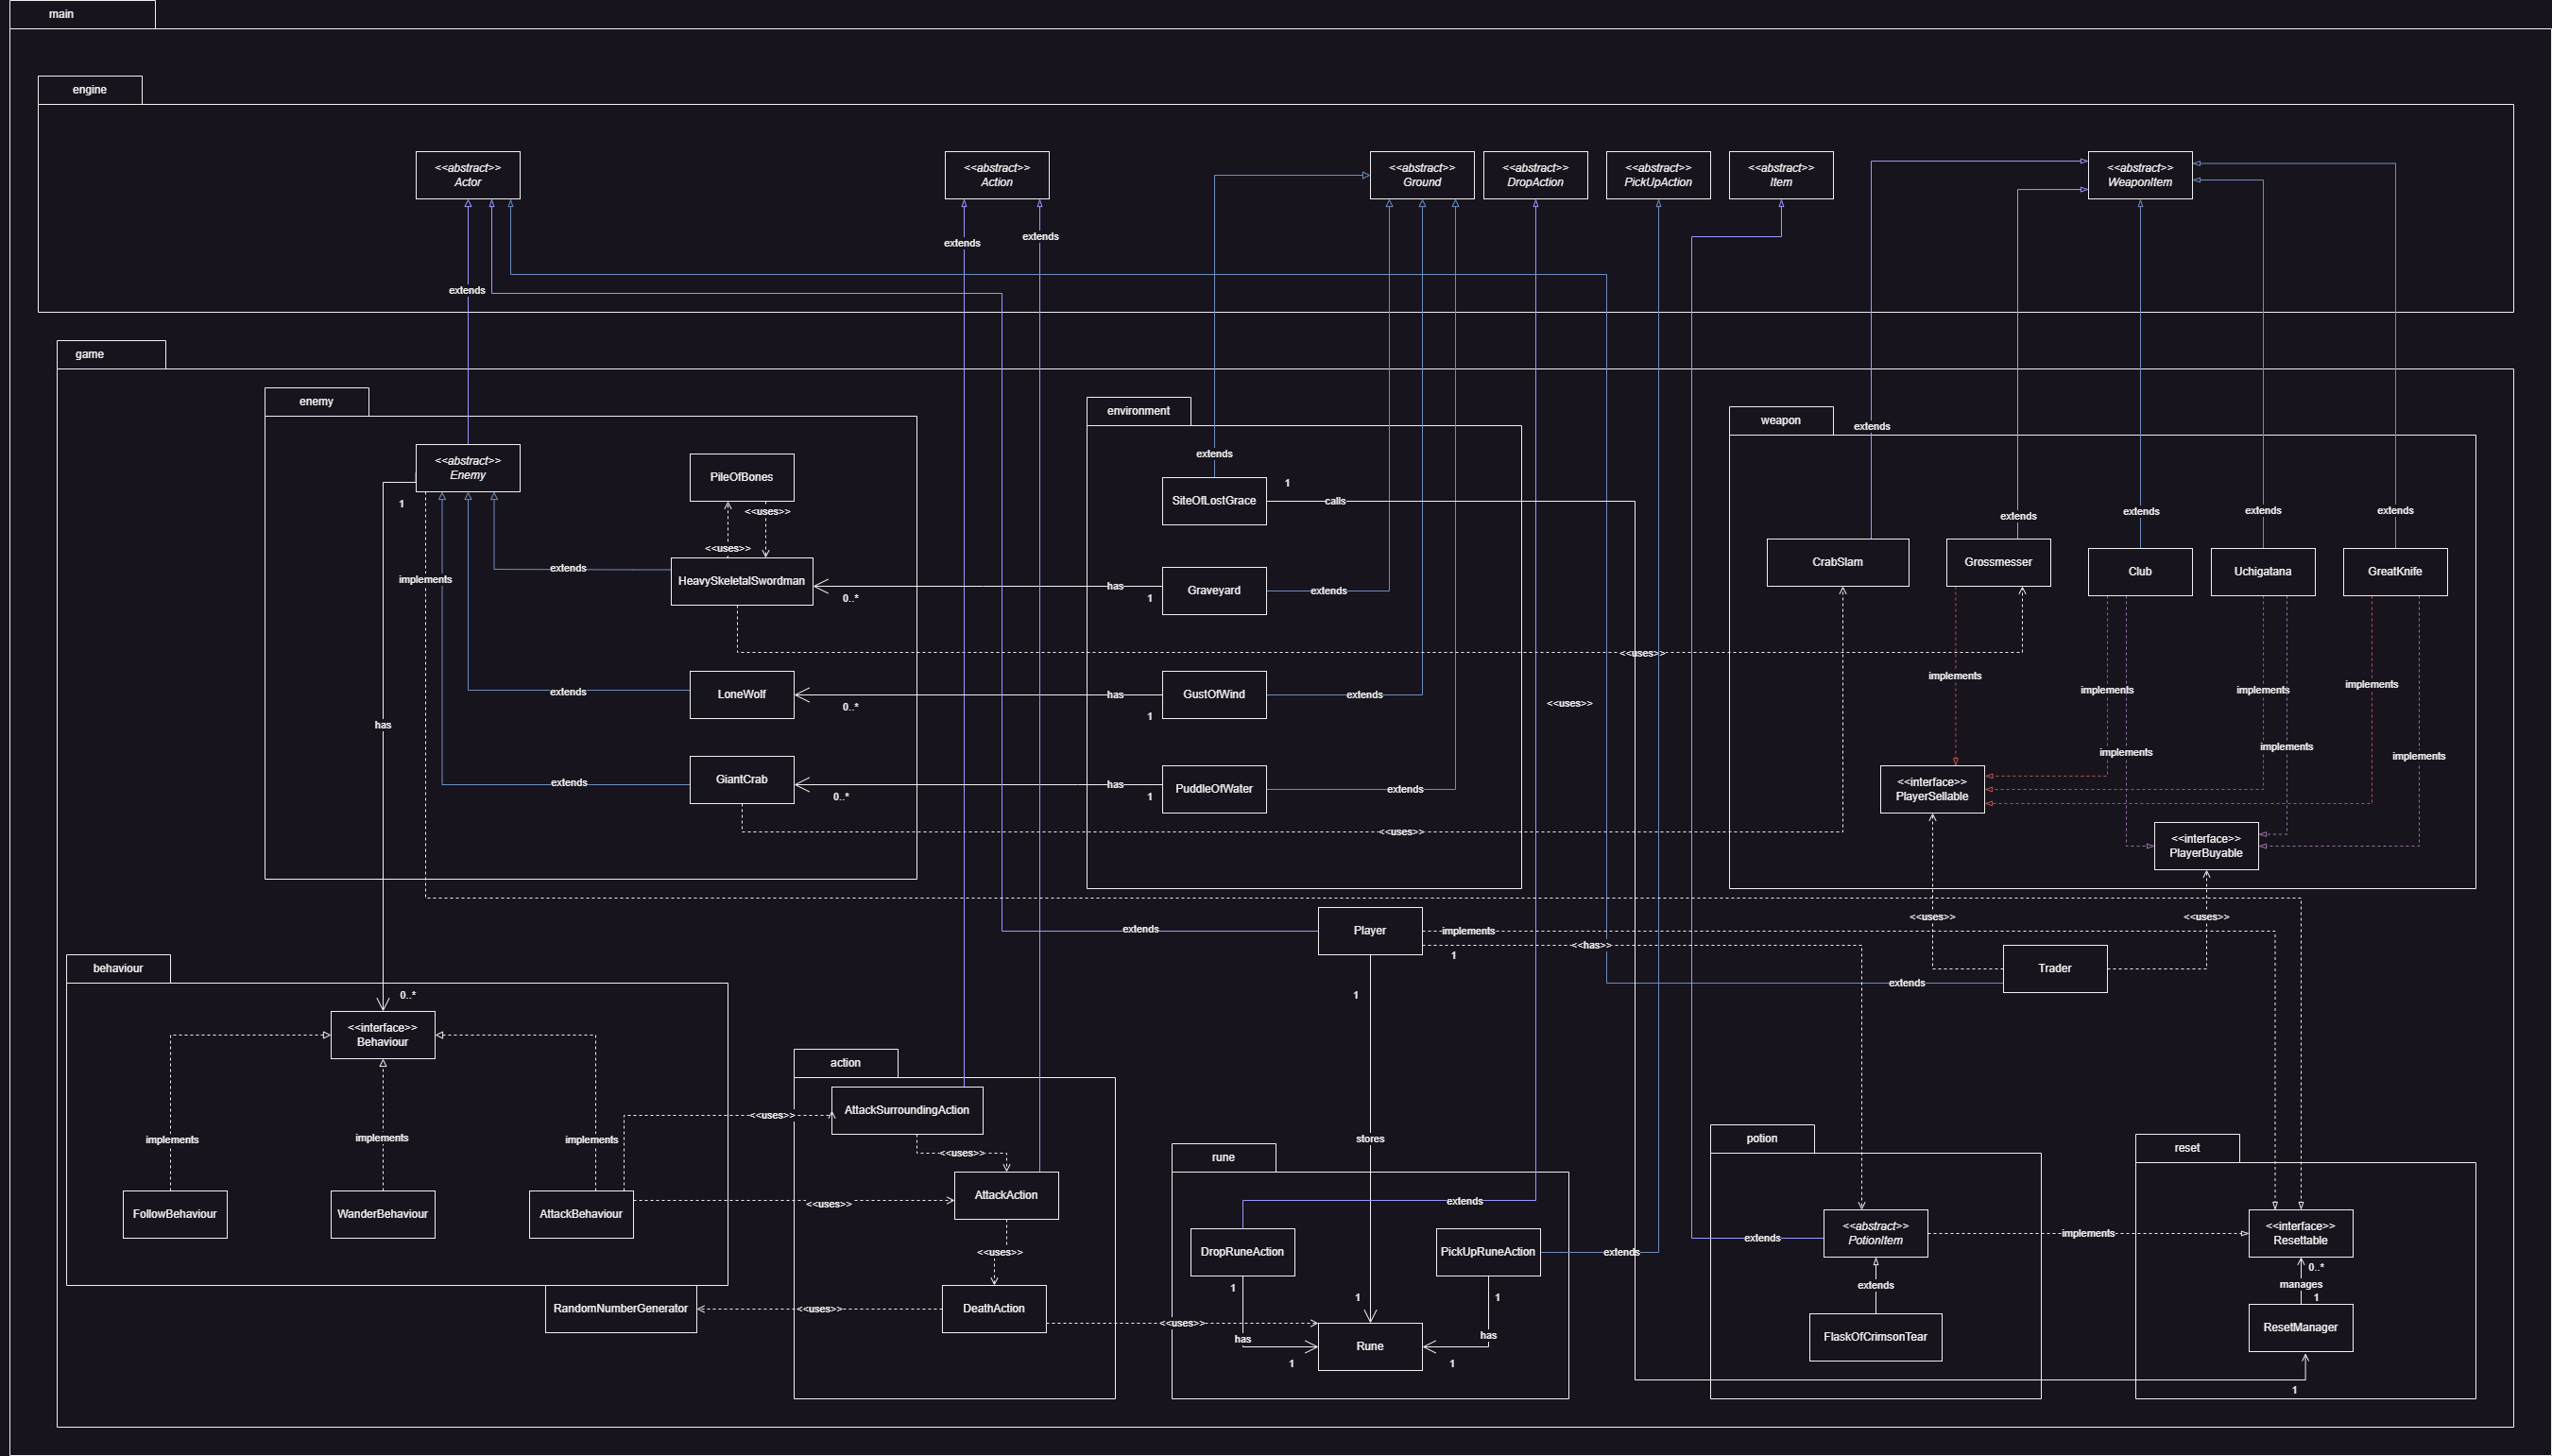 main
engine
<<abstract>>
Actor
<<abstract>>
Action
<<abstract>>
Ground
<<abstract>>
DropAction
<<abstract>>
PickUpAction
<<abstract>>
Item
<<abstract>>
WeaponItem
extends
extends
extends
game
enemy
environment
weapon
<<abstract>>
Enemy
1
PileOfBones
<<uses>>
<<uses>>
extends
HeavySkeletalSwordman
implements
0..*
has
1
extends
SiteOfLostGrace
1
calls
Graveyard
extends
extends
extends
extends
extends
extends
CrabSlam
Grossmesser
Club
Uchigatana
GreatKnife
<<uses>>
extends
LoneWolf
0..*
has
1
GustOfWind
extends
<<uses>>
implements
implements
implements
implements
has
implements
implements
implements
extends
GiantCrab
0..*
has
1
PuddleOfWater
extends
<<interface>>
PlayerSellable
<<uses>>
<<interface>>
PlayerBuyable
<<uses>>
<<uses>>
extends
Player
implements
<<has>>
1
Trader
extends
behaviour
0..*
1
<<interface>>
Behaviour
action
AttackSurroundingAction
<<uses>>
implements
implements
implements
<<uses>>
stores
rune
potion
reset
FollowBehaviour
WanderBehaviour
AttackBehaviour
<<uses>>
AttackAction
extends
<<uses>>
DropRuneAction
PickUpRuneAction
extends
extends
<<abstract>>
PotionItem
implements
<<interface>>
Resettable
0..*
manages
1
extends
RandomNumberGenerator
<<uses>>
DeathAction
<<uses>>
1
1
1
has
has
1
1
Rune
FlaskOfCrimsonTear
ResetManager
1